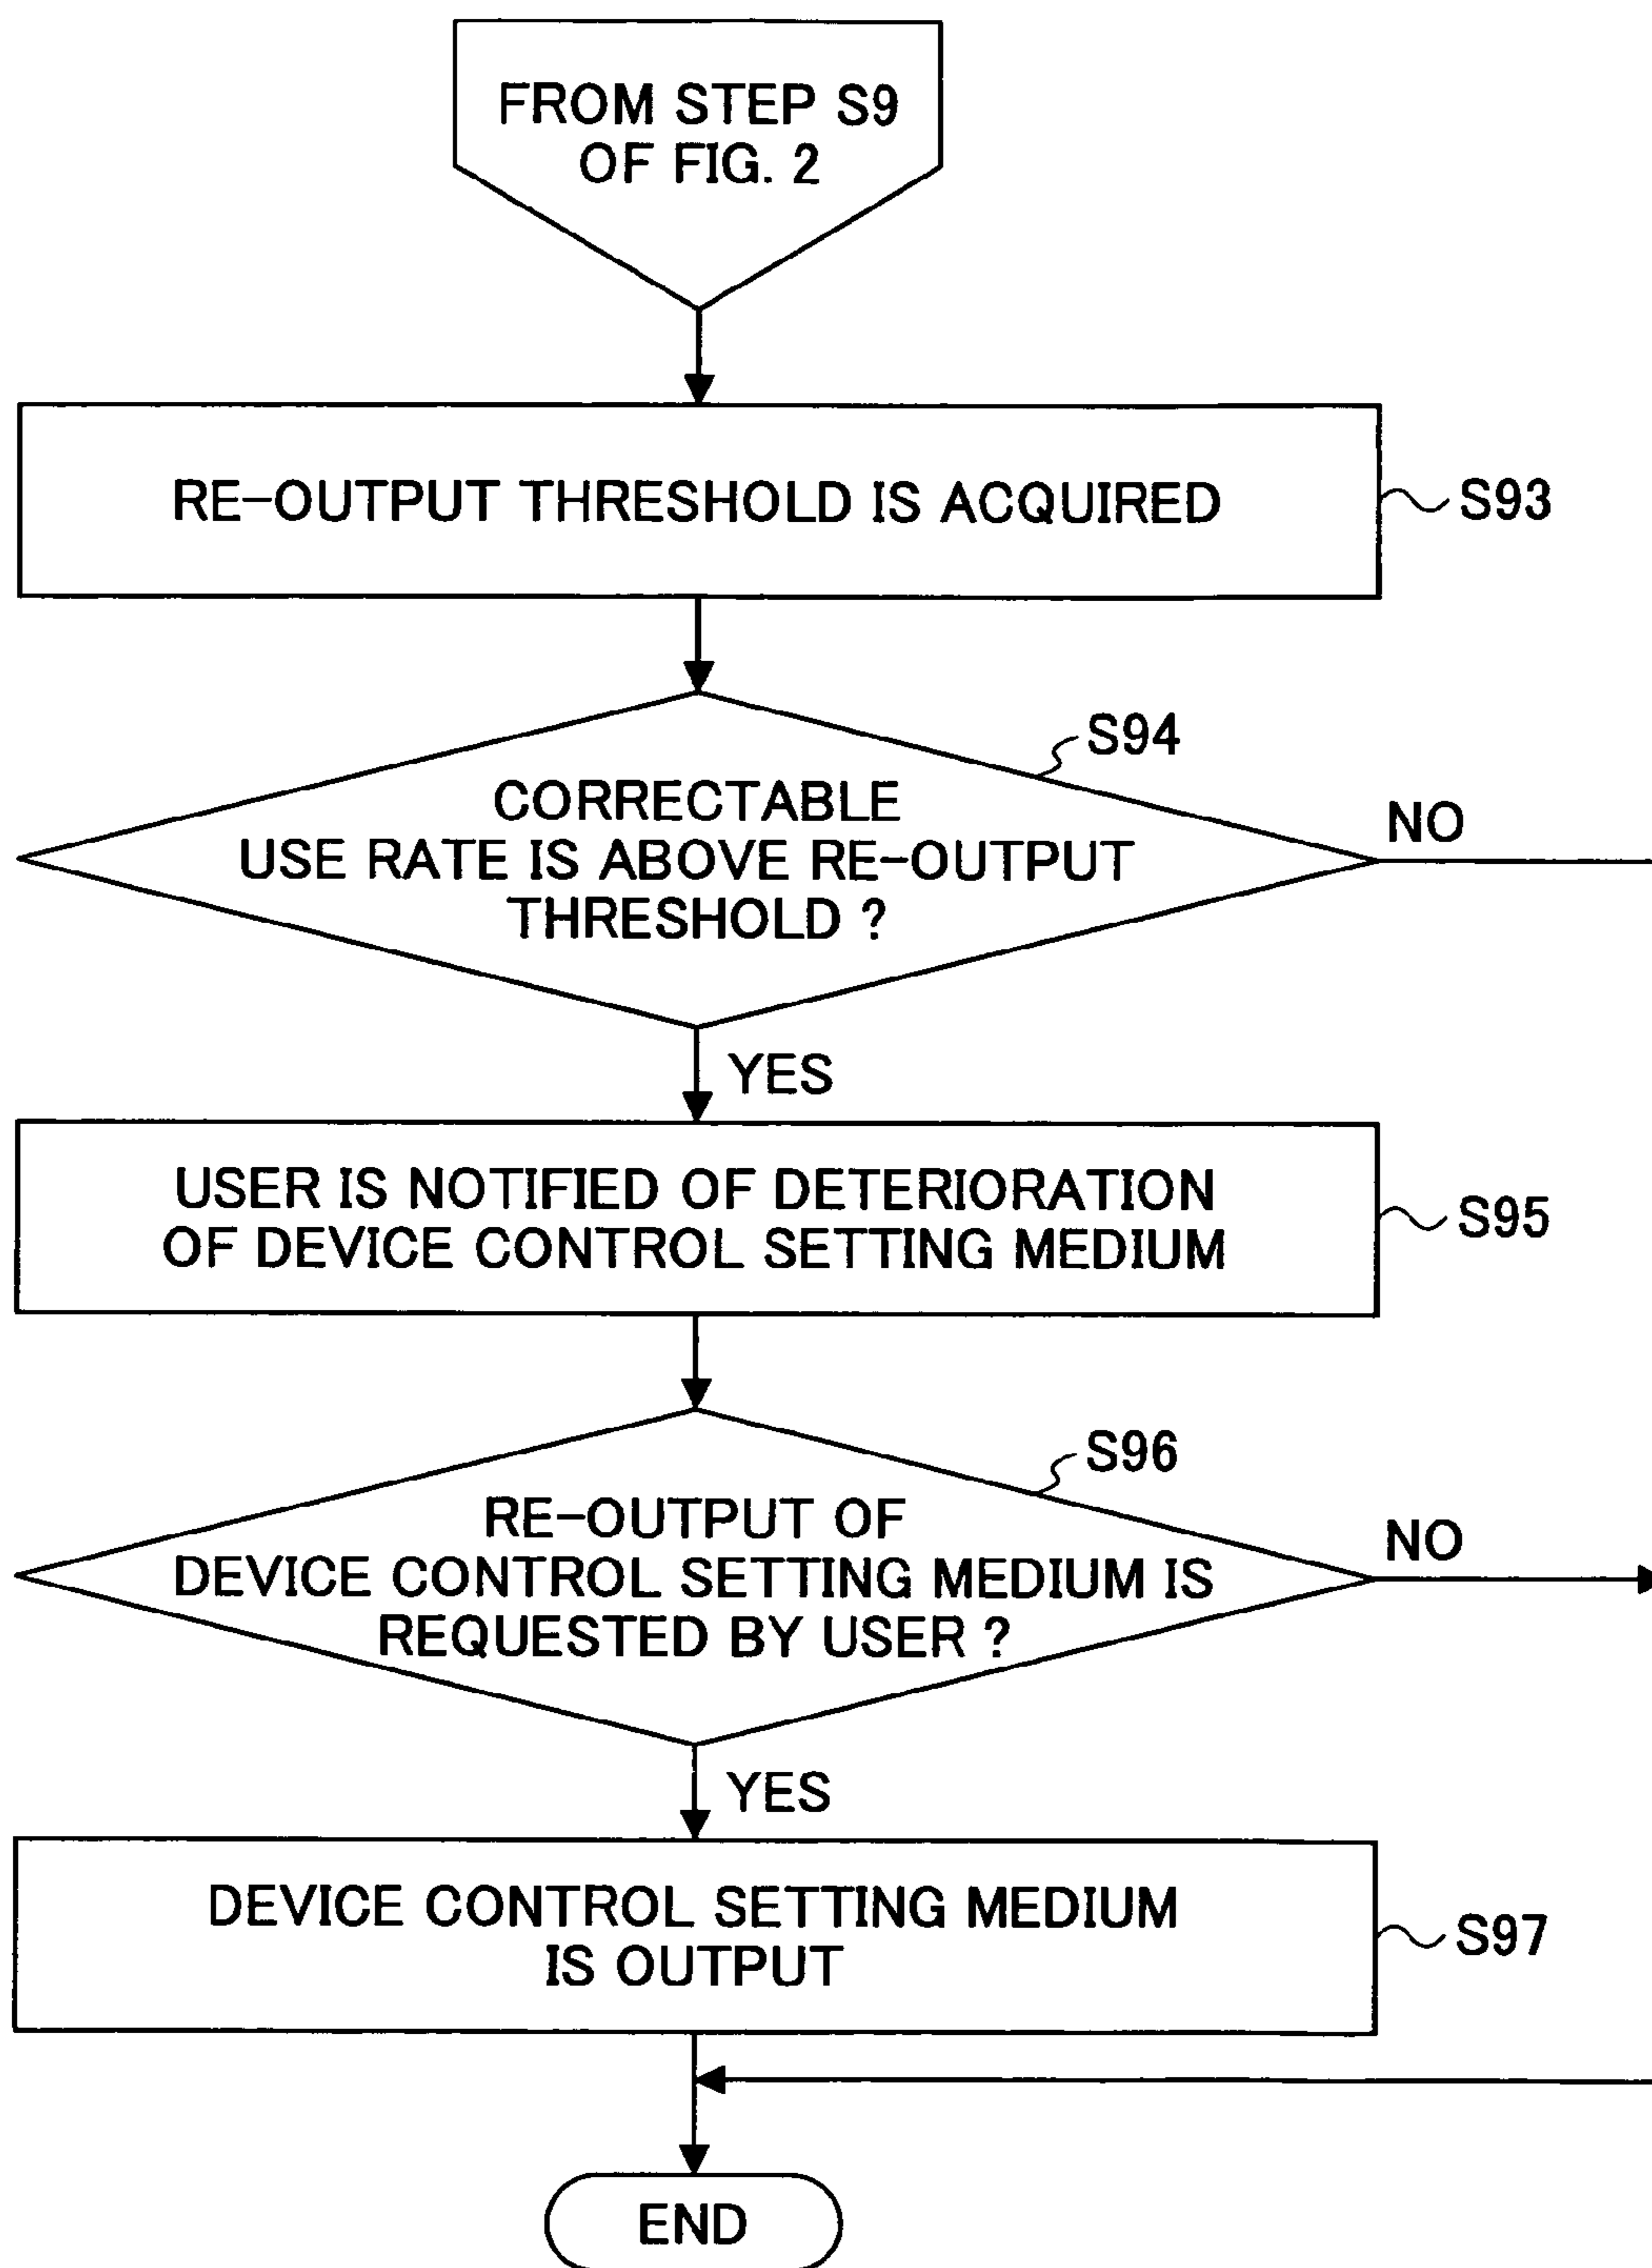 FROM STEP S9
OF FIG. 2
RE-OUTPUT THRESHOLD IS ACQUIRED
S93
S94
CORRECTABLE
USE RATE IS ABOVE RE-OUTPUT
THRESHOLD ?
NO
YES
USER IS NOTIFIED OF DETERIORATION
OF DEVICE CONTROL SETTING MEDIUM
S95
S96
RE-OUTPUT OF
DEVICE CONTROL SETTING MEDIUM IS
REQUESTED BY USER ?
NO
YES
DEVICE CONTROL SETTING MEDIUM
IS OUTPUT
S97
END